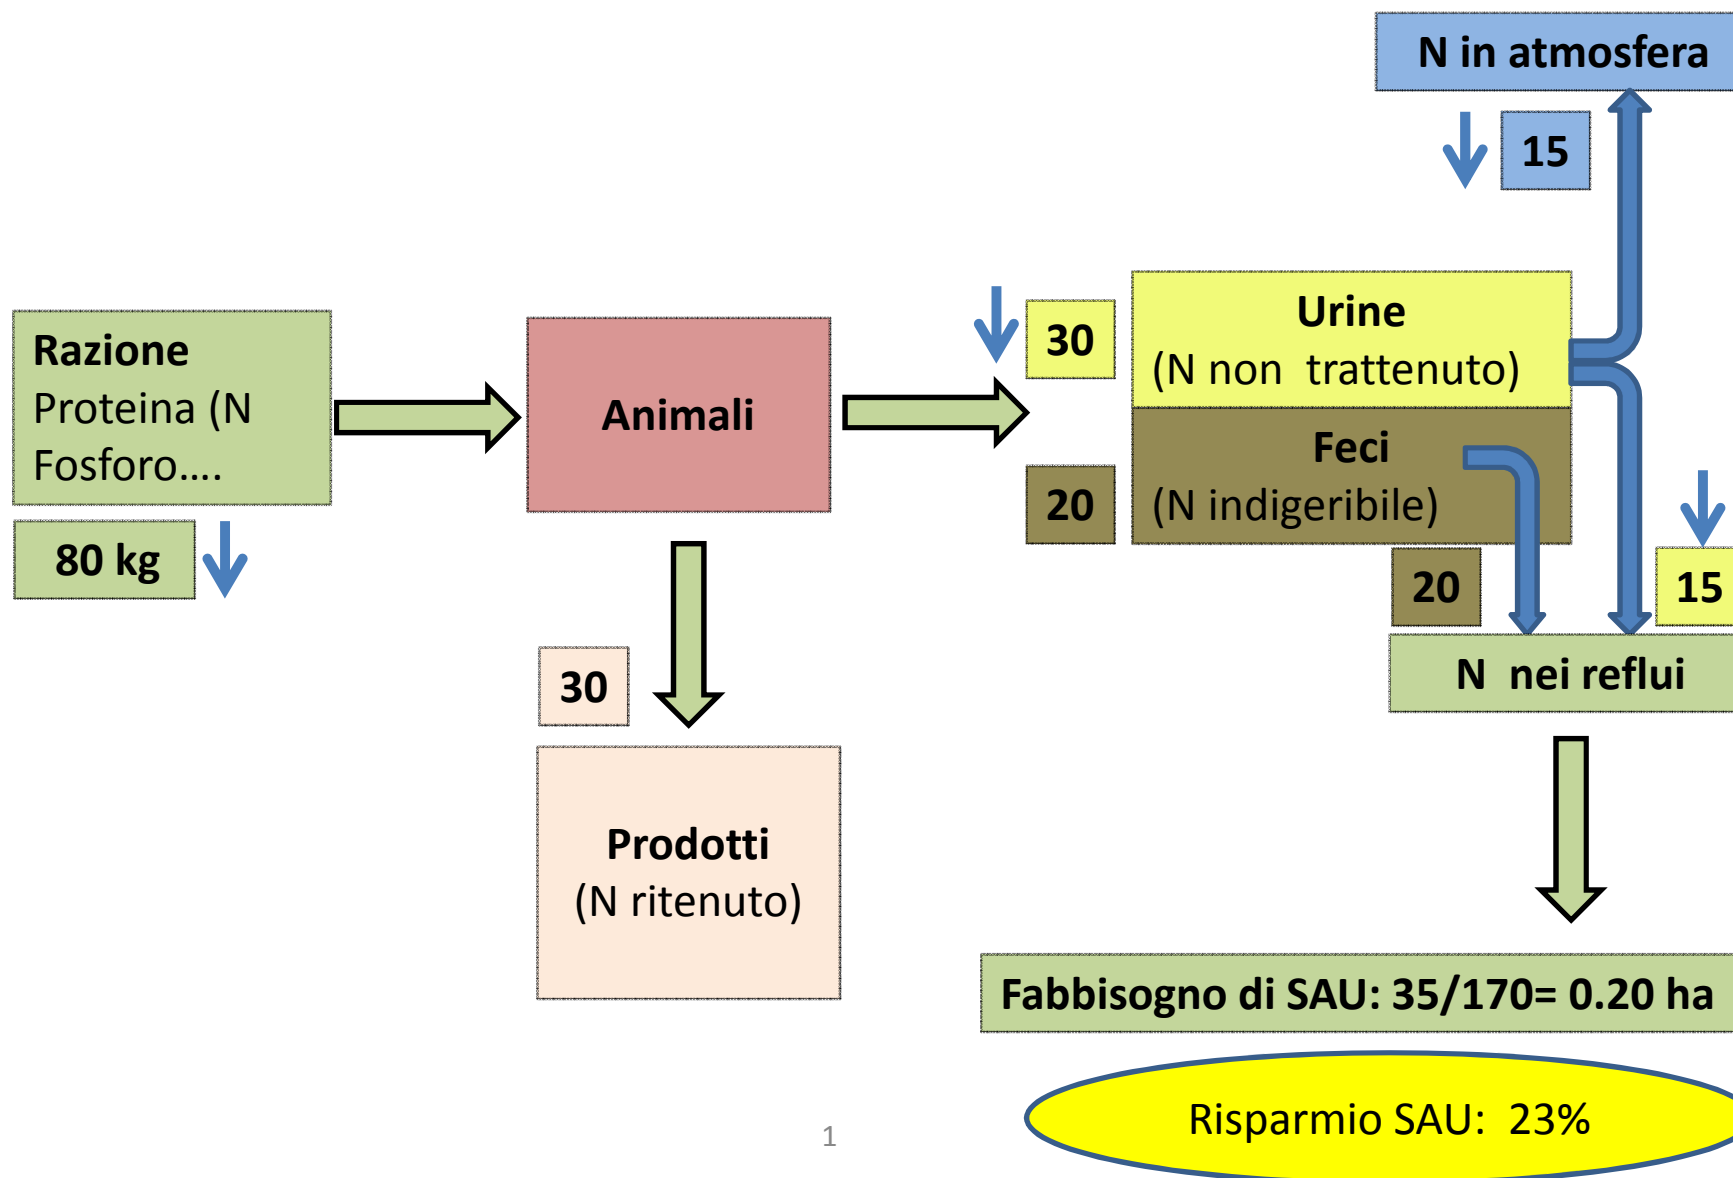 N in atmosfera
15
Razione
Proteina (N
Fosforo....
80 kg
Animali
30
Urine
(N non trattenuto)
20
Feci
(N indigeribile)
20
15
N nei reflui
30
Prodotti
(N ritenuto)
Fabbisogno di SAU: 35/170= 0.20 ha
Risparmio SAU: 23%
1